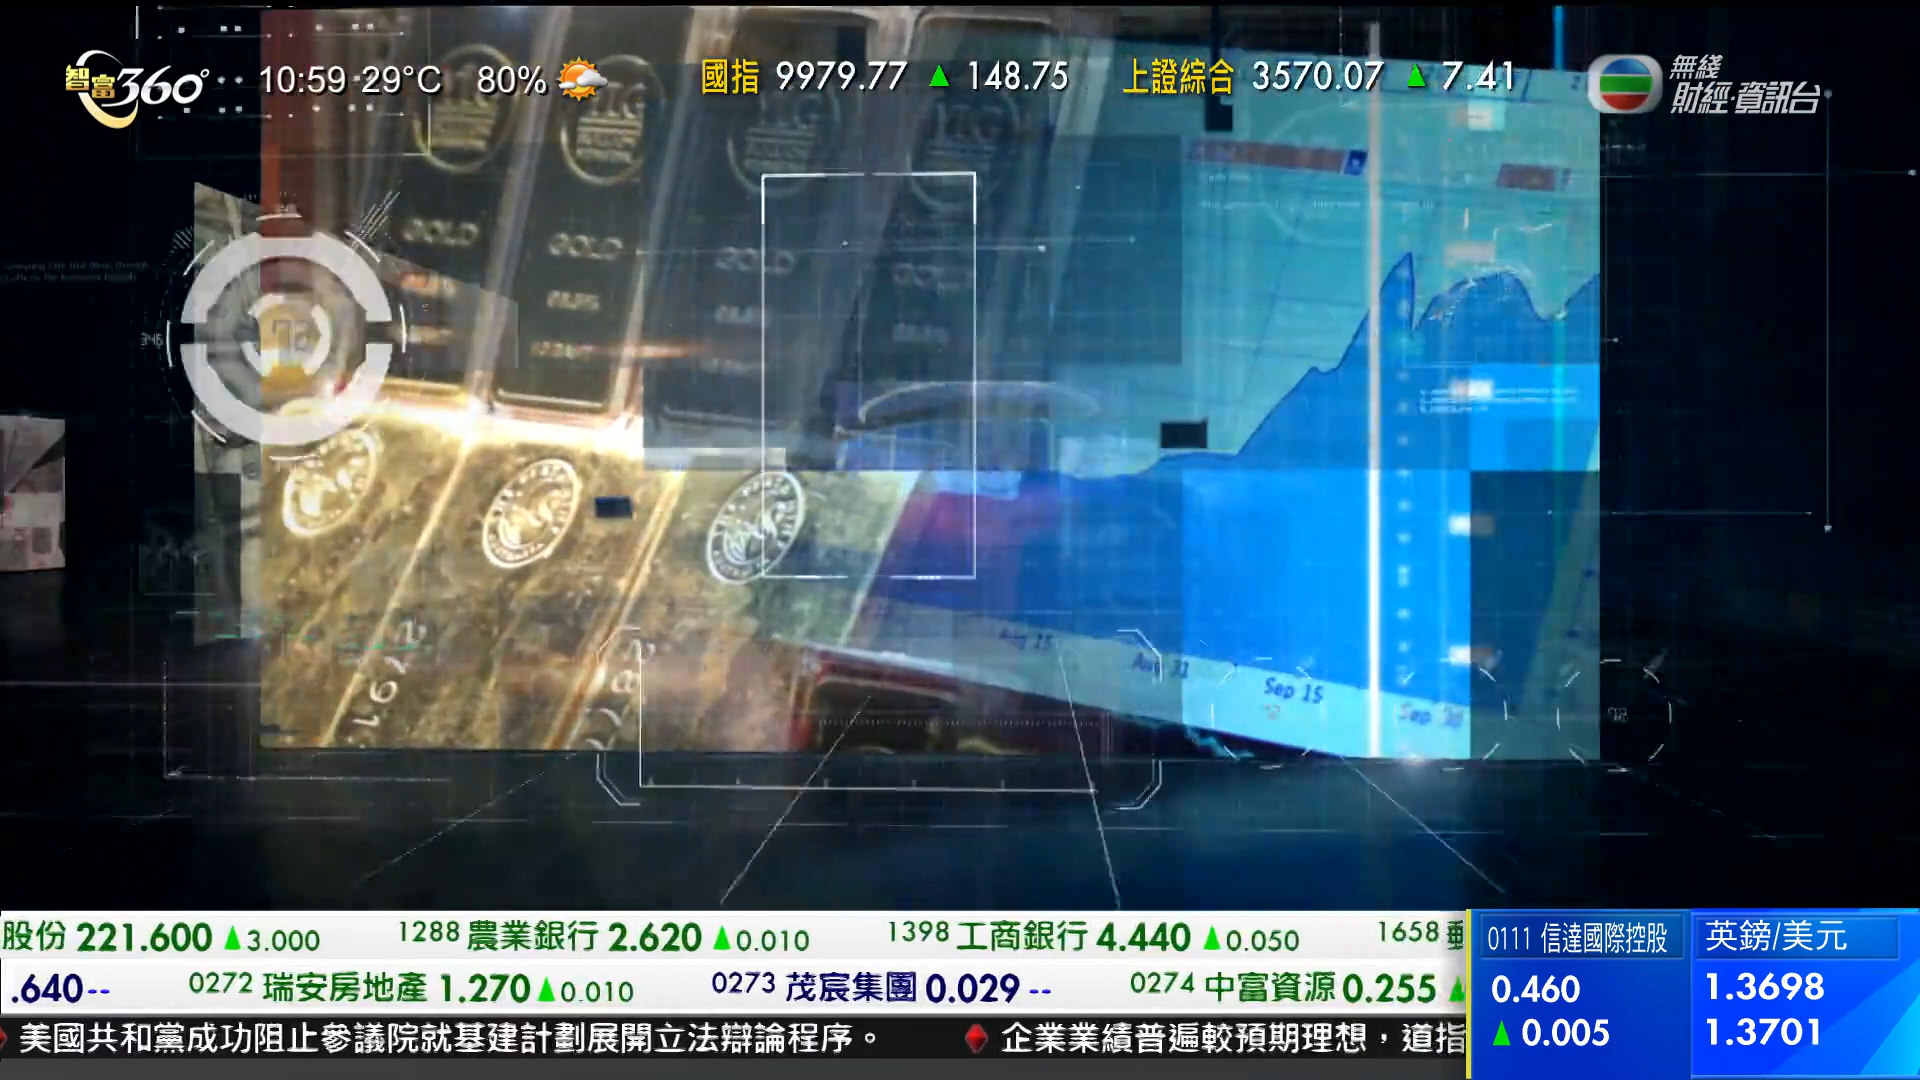 智富360°
10:59 29°C 80%
國指 9979.77 ▲ 148.75 上證綜合 3570.07 ▲ 7.41
無綫
財經·資訊台
GOLD GOLD GOLD
Aug 15
Aug 31
Sep 15
股份 221.600 ▲3.000 1288 農業銀行 2.620 ▲0.010 1398 工商銀行 4.440 ▲0.050 1658
.640-- 0272 瑞安房地產 1.270 ▲0.010 0273 茂宸集團 0.029 -- 0274 中富資源 0.255 ▲
美國共和黨成功阻止參議院就基建計劃展開立法辯論程序。 ◆ 企業業績普遍較預期理想，道指
0111 信達國際控股
0.460
▲ 0.005
英鎊/美元
1.3698
1.3701